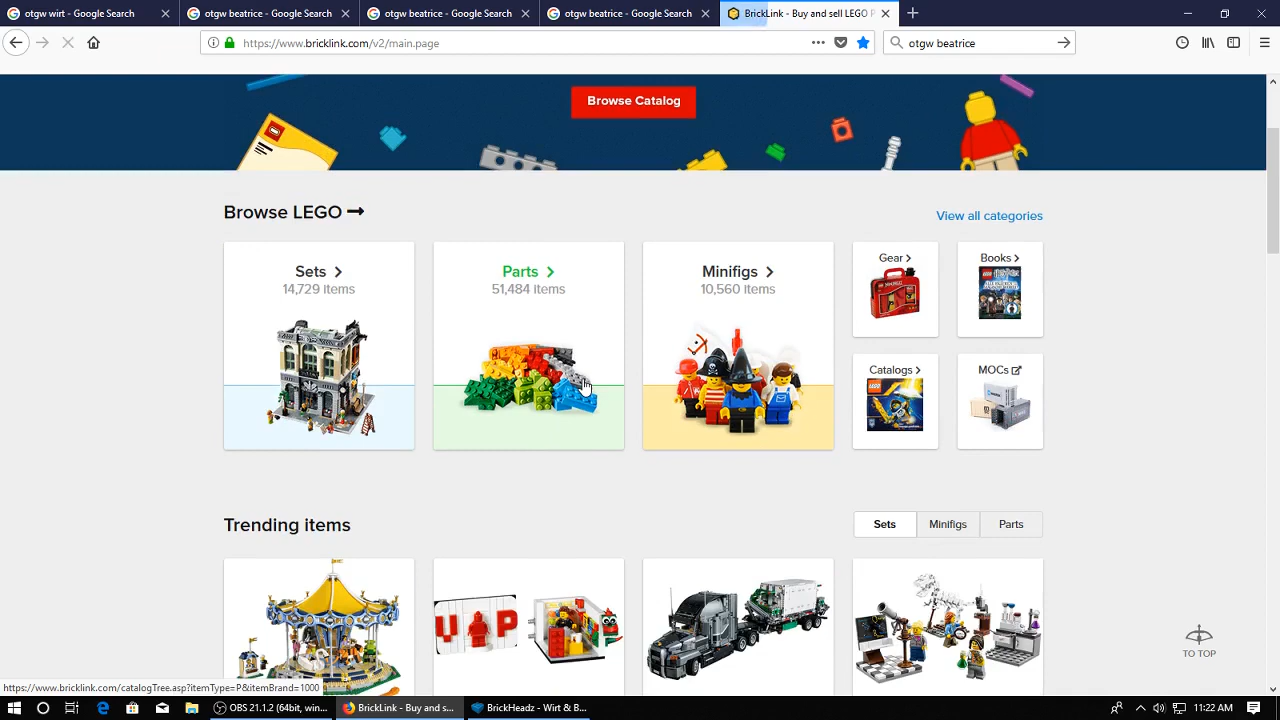 otgw wirt - Google Search
otgw beatrice - Google Search
otgw beatrice - Google Search
otgw beatrice - Google Search
BrickLink - Buy and sell LEGO P
https://www.bricklink.com/v2/main.page
otgw beatrice
Browse Catalog
Browse LEGO
View all categories
Sets
14,729 items
Parts
51,484 items
Minifigs
10,560 items
Gear
Books
Catalogs
MOCs
Trending items
Sets
Minifigs
Parts
TO TOP
https://www.bricklink.com/catalogTree.asp?itemType=P&itemBrand=1000
OBS 21.1.2 (64bit, win...
BrickLink - Buy and s...
BrickHeadz - Wirt & B...
11:22 AM